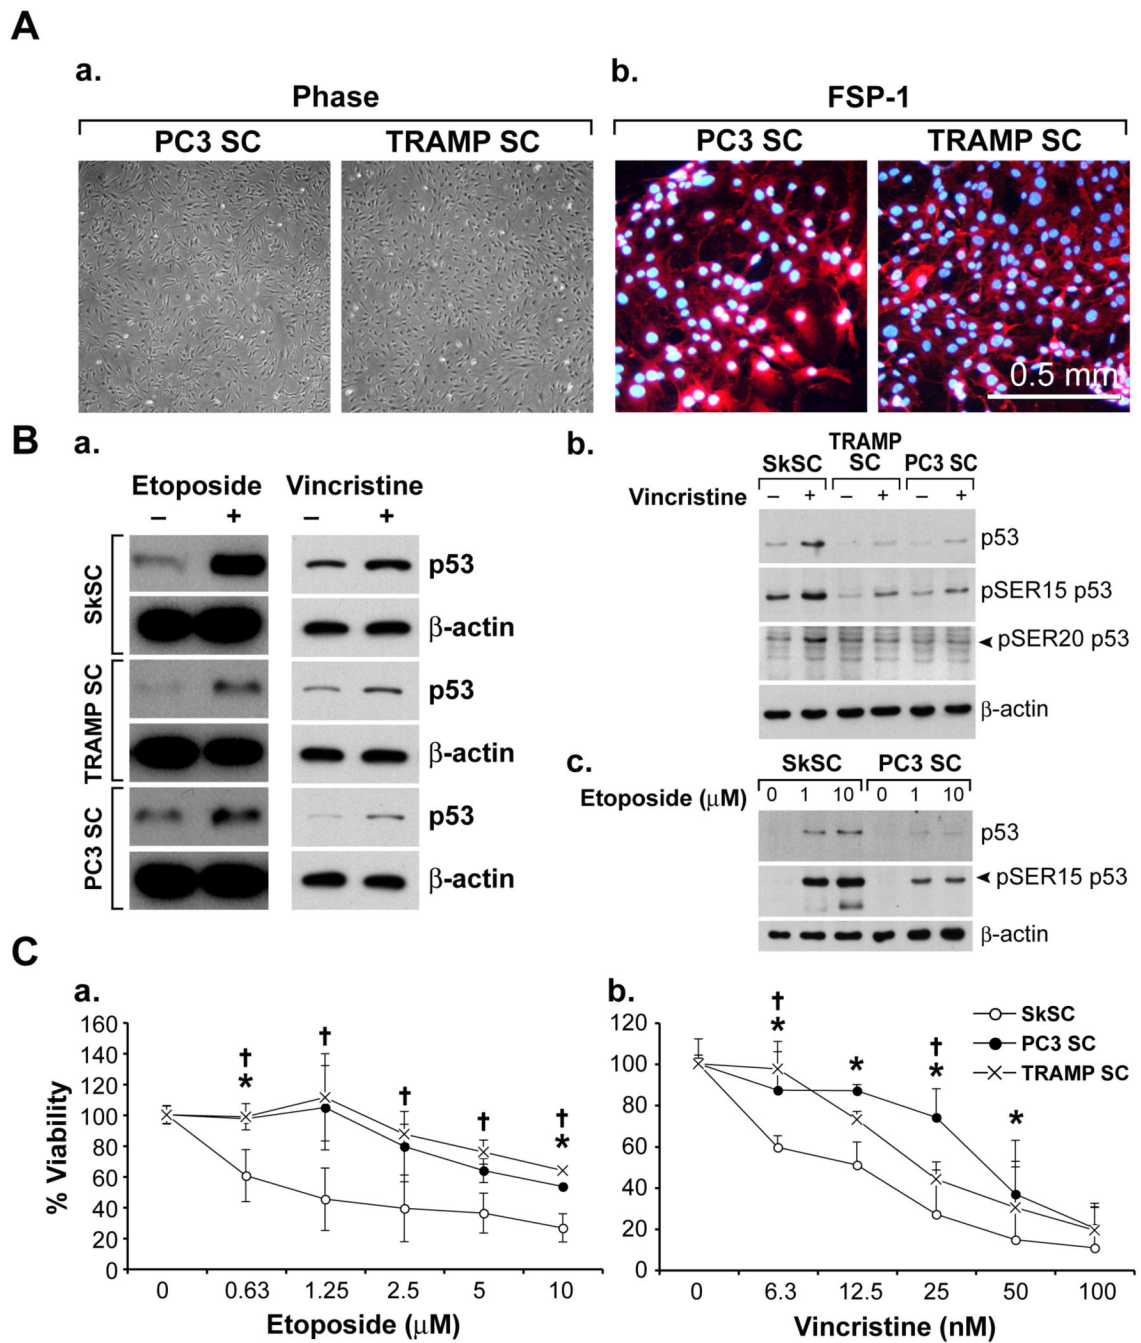 A
a.
Phase
PC3 SC TRAMP SC
b.
FSP-1
PC3 SC TRAMP SC
0.5 mm
B
a.
Etoposide Vincristine
– + – +
SkSC
p53
β-actin
TRAMP SC
p53
β-actin
PC3 SC
p53
β-actin
b.
SkSC TRAMP SC PC3 SC
Vincristine – + – + – +
p53
pSER15 p53
pSER20 p53
β-actin
c.
SkSC PC3 SC
Etoposide (μM) 0 1 10 0 1 10
p53
pSER15 p53
β-actin
C
a.
% Viability
160
140
120
100
80
60
40
20
0
† * † † † † *
0 0.63 1.25 2.5 5 10
Etoposide (μM)
b.
SkSC
PC3 SC
TRAMP SC
120
100
80
60
40
20
0
† * * † * *
0 6.3 12.5 25 50 100
Vincristine (nM)